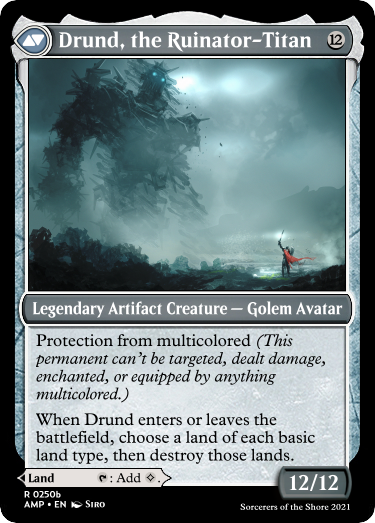 Drund, the Ruinator-Titan 12
Legendary Artifact Creature — Golem Avatar
Protection from multicolored (This
permanent can't be targeted, dealt damage,
enchanted, or equipped by anything
multicolored.)
When Drund enters or leaves the
battlefield, choose a land of each basic
land type, then destroy those lands.
Land : Add .
12/12
R 0250b
AMP • EN Siro
Sorcerers of the Shore 2021